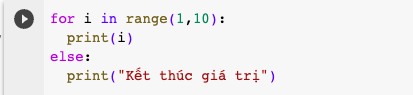 for i in range(1,10):
  print(i)
else:
  print("Kết thúc giá trị")